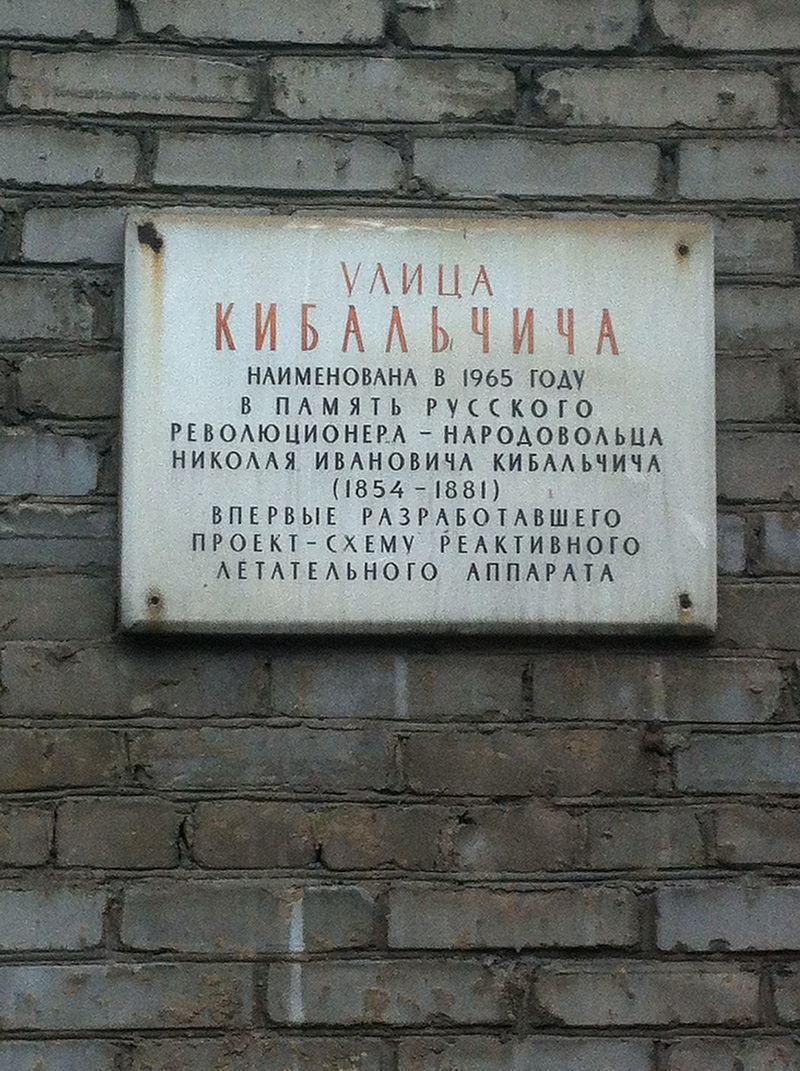 УЛИЦА
КИБАЛЬЧИЧА
НАИМЕНОВАНА В 1965 ГОДУ
В ПАМЯТЬ РУССКОГО
РЕВОЛЮЦИОНЕРА - НАРОДОВОЛЬЦА
НИКОЛАЯ ИВАНОВИЧА КИБАЛЬЧИЧА
(1854 - 1881)
ВПЕРВЫЕ РАЗРАБОТАВШЕГО
ПРОЕКТ-СХЕМУ РЕАКТИВНОГО
ЛЕТАТЕЛЬНОГО АППАРАТА